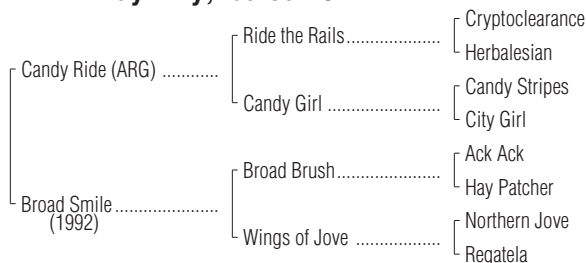 Cryptoclearance
Ride the Rails
Herbalesian
Candy Ride (ARG)
Candy Stripes
Candy Girl
City Girl
Ack Ack
Broad Brush
Hay Patcher
Broad Smile
(1992)
Northern Jove
Wings of Jove
Regatela